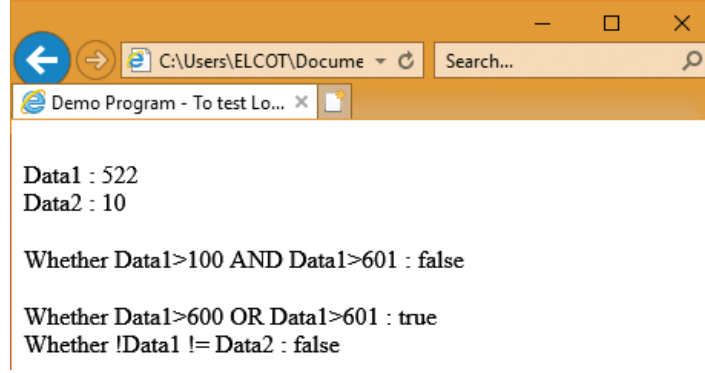 C:\Users\ELCOT\Docume
Search...
Demo Program - To test Lo...
Data1 : 522
Data2 : 10
Whether Data1>100 AND Data1>601 : false
Whether Data1>600 OR Data1>601 : true
Whether !Data1 != Data2 : false